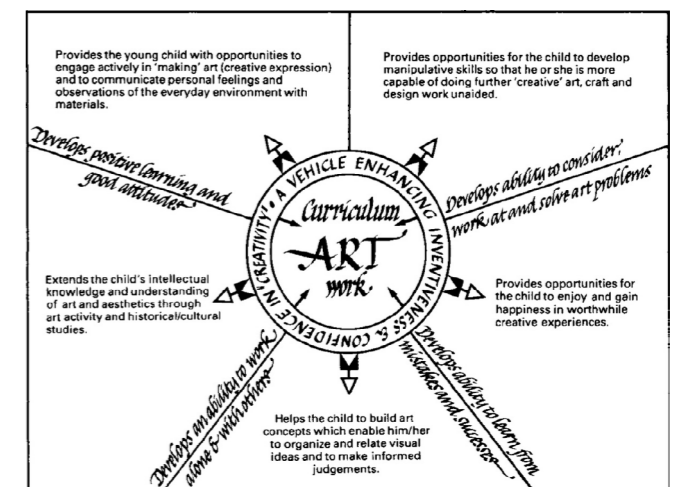 Provides the young child with opportunities to
engage actively in 'making' art (creative expression)
and to communicate personal feelings and
observations of the everyday environment with
materials.
Provides opportunities for the child to develop
manipulative skills so that he or she is more
capable of doing further 'creative' art, craft and
design work unaided.
Develops positive learning and
good attitudes
Develops ability to consider,
work at and solve art problems
A VEHICLE ENHANCING INVENTIVENESS & CONFIDENCE IN 'CREATIVITY' •
Curriculum
ART
work
Extends the child's intellectual
knowledge and understanding
of art and aesthetics through
art activity and historical/cultural
studies.
Provides opportunities for
the child to enjoy and gain
happiness in worthwhile
creative experiences.
Develops an ability to work
alone & with others
Develops ability to learn from
mistakes and successes
Helps the child to build art
concepts which enable him/her
to organize and relate visual
ideas and to make informed
judgements.